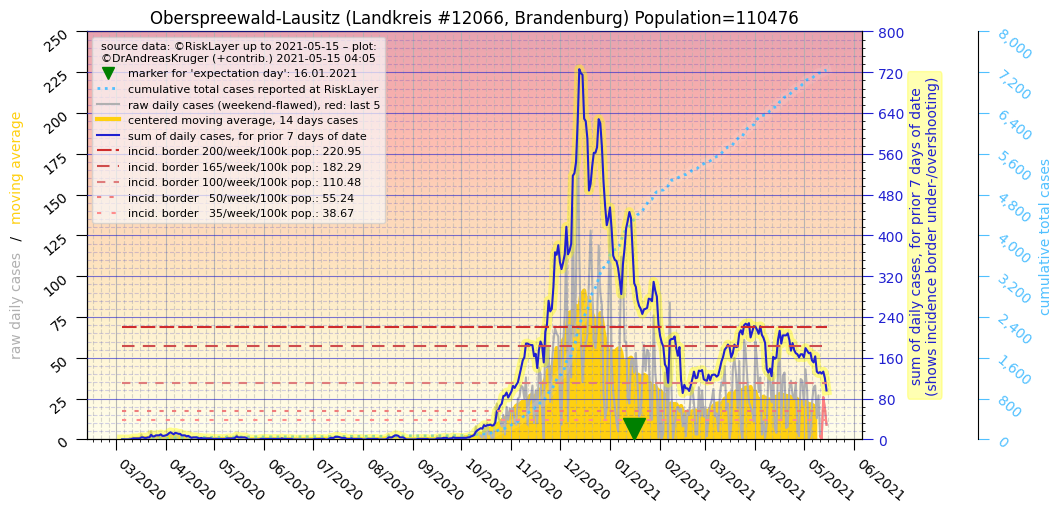 Oberspreewald-Lausitz (Landkreis #12066, Brandenburg) Population=110476
source data: ©RiskLayer up to 2021-05-15 – plot:
©DrAndreasKruger (+contrib.) 2021-05-15 04:05
marker for 'expectation day': 16.01.2021
cumulative total cases reported at RiskLayer
raw daily cases (weekend-flawed), red: last 5
centered moving average, 14 days cases
sum of daily cases, for prior 7 days of date
incid. border 200/week/100k pop.: 220.95
incid. border 165/week/100k pop.: 182.29
incid. border 100/week/100k pop.: 110.48
incid. border   50/week/100k pop.: 55.24
incid. border   35/week/100k pop.: 38.67
raw daily cases / moving average
250
225
200
175
150
125
100
75
50
25
0
800
720
640
560
480
400
320
240
160
80
0
sum of daily cases, for prior 7 days of date
(shows incidence border under-/overshooting)
8,000
7,200
6,400
5,600
4,800
4,000
3,200
2,400
1,600
800
0
cumulative total cases
03/2020
04/2020
05/2020
06/2020
07/2020
08/2020
09/2020
10/2020
11/2020
12/2020
01/2021
02/2021
03/2021
04/2021
05/2021
06/2021